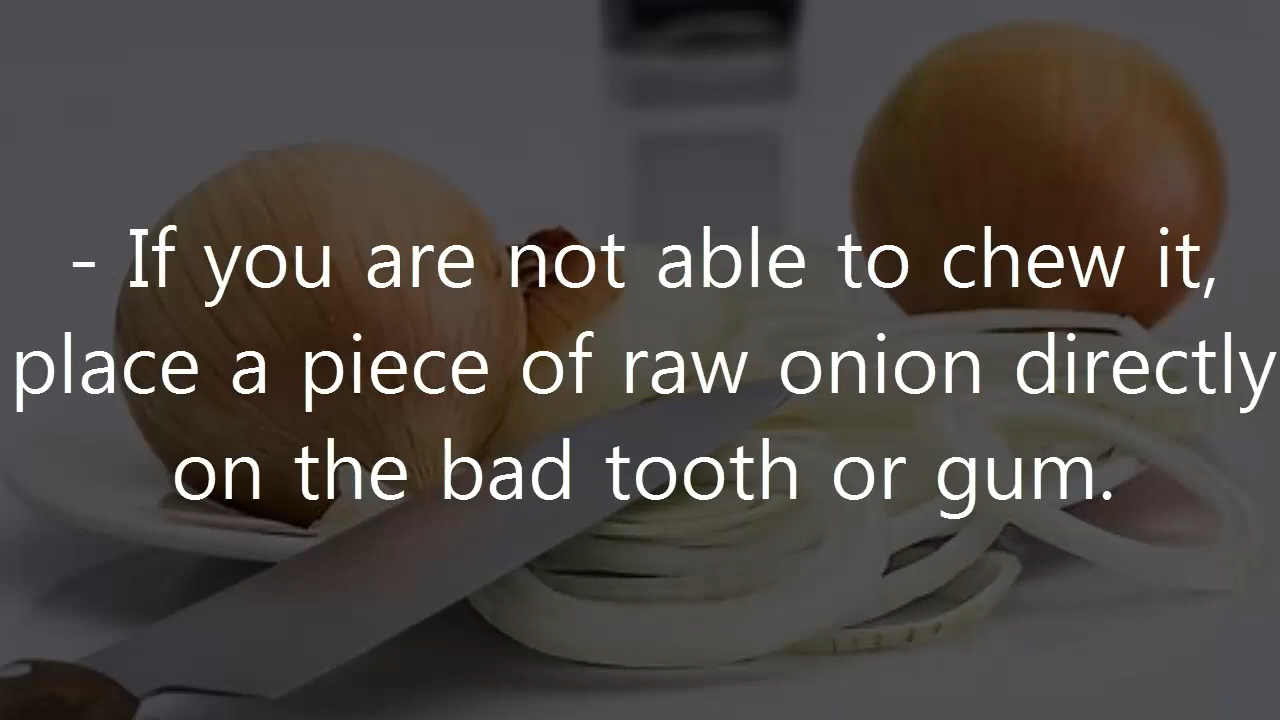 - If you are not able to chew it,
place a piece of raw onion directly
on the bad tooth or gum.